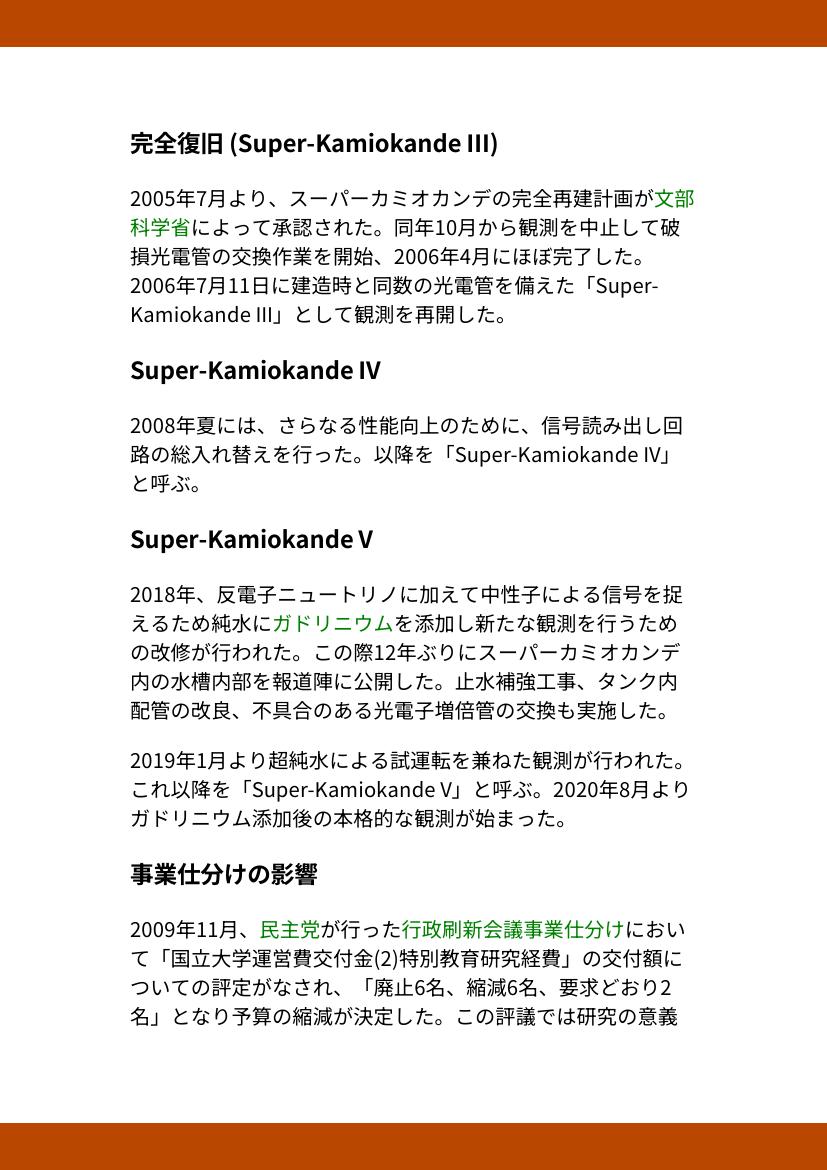 完全復旧 (Super-Kamiokande III)
2005年7月より、スーパーカミオカンデの完全再建計画が文部
科学省によって承認された。同年10月から観測を中止して破
損光電管の交換作業を開始、2006年4月にほぼ完了した。
2006年7月11日に建造時と同数の光電管を備えた「Super-
Kamiokande III」として観測を再開した。
Super-Kamiokande IV
2008年夏には、さらなる性能向上のために、信号読み出し回
路の総入れ替えを行った。以降を「Super-Kamiokande IV」
と呼ぶ。
Super-Kamiokande V
2018年、反電子ニュートリノに加えて中性子による信号を捉
えるため純水にガドリニウムを添加し新たな観測を行うため
の改修が行われた。この際12年ぶりにスーパーカミオカンデ
内の水槽内部を報道陣に公開した。止水補強工事、タンク内
配管の改良、不具合のある光電子増倍管の交換も実施した。
2019年1月より超純水による試運転を兼ねた観測が行われた。
これ以降を「Super-Kamiokande V」と呼ぶ。2020年8月より
ガドリニウム添加後の本格的な観測が始まった。
事業仕分けの影響
2009年11月、民主党が行った行政刷新会議事業仕分けにおい
て「国立大学運営費交付金(2)特別教育研究経費」の交付額に
ついての評定がなされ、「廃止6名、縮減6名、要求どおり2
名」となり予算の縮減が決定した。この評議では研究の意義